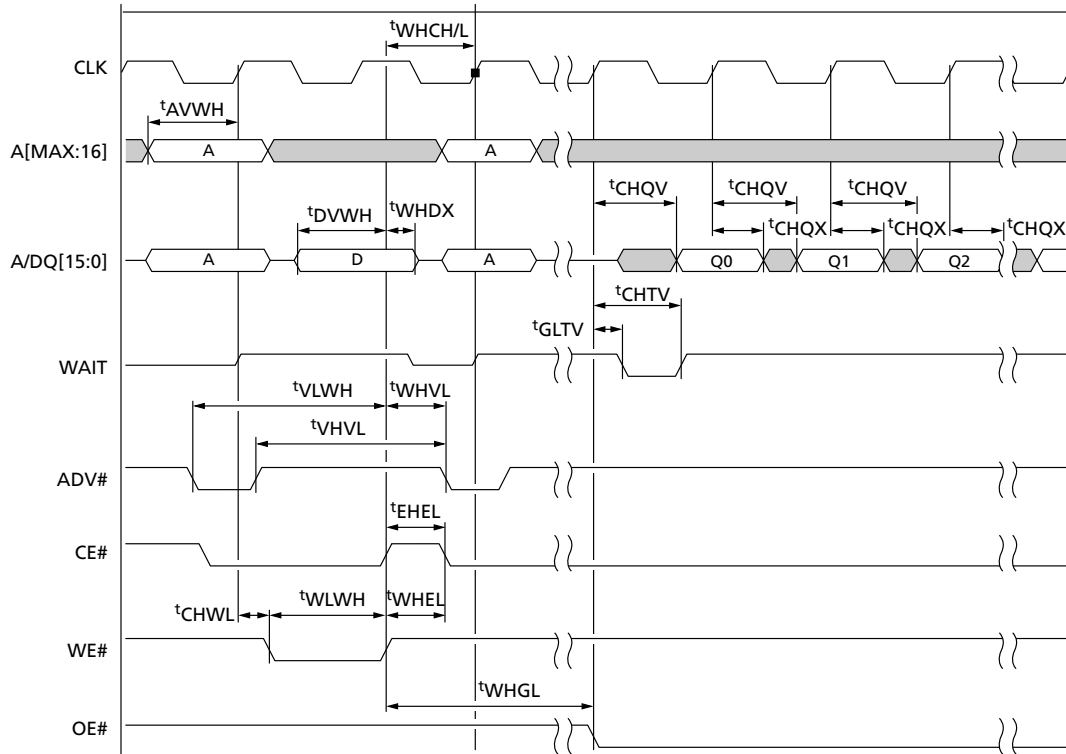 tWHCH/L
CLK
tAVWH
A[MAX:16]
A
A
tCHQV
tCHQV
tCHQV
tDVWH
tWHDX
tCHQX
tCHQX
tCHQX
A/DQ[15:0]
A
D
A
Q0
Q1
Q2
tCHTV
tGLTV
WAIT
tVLWH
tWHVL
tVHVL
ADV#
tEHEL
CE#
tCHWL
tWLWH
tWHEL
WE#
tWHGL
OE#